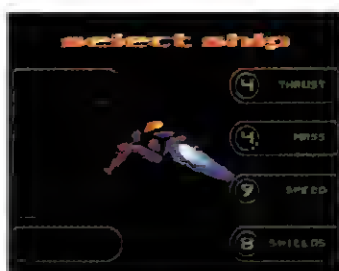 select ship
4 THRUST
4 MASS
9 SPEED
8 SHIELDS